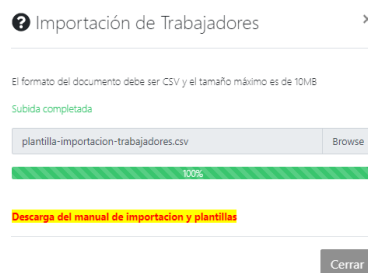 Importación de Trabajadores
El formato del documento debe ser CSV y el tamaño máximo es de 10MB
Subida completada
plantilla-importacion-trabajadores.csv Browse
100%
Descarga del manual de importacion y plantillas
Cerrar